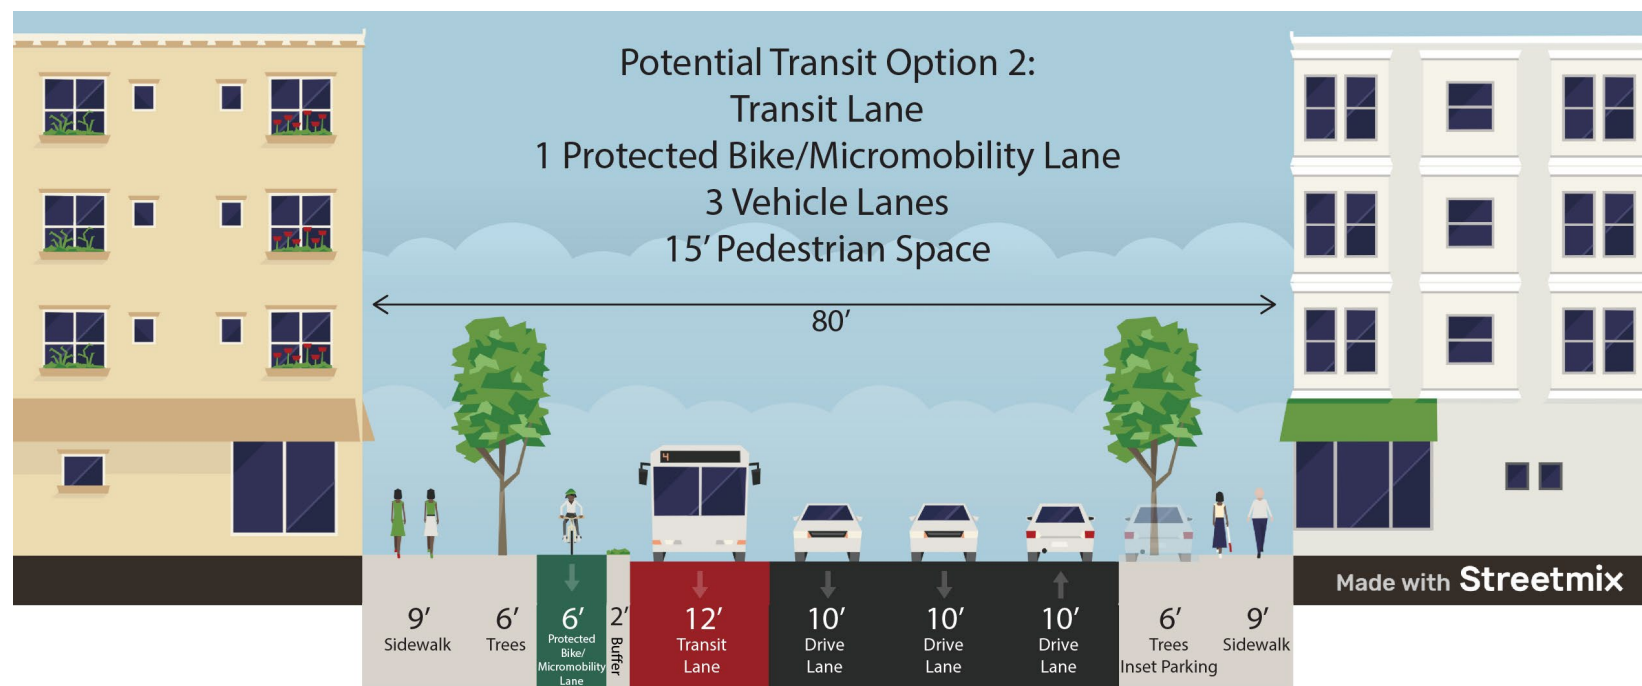 Potential Transit Option 2:
Transit Lane
1 Protected Bike/Micromobility Lane
3 Vehicle Lanes
15’ Pedestrian Space
80’
4
Made with Streetmix
9’
Sidewalk
6’
Trees
6’
Protected
Bike/
Micromobility
Lane
2’
Buffer
12’
Transit
Lane
10’
Drive
Lane
10’
Drive
Lane
10’
Drive
Lane
6’
Trees
Inset Parking
9’
Sidewalk